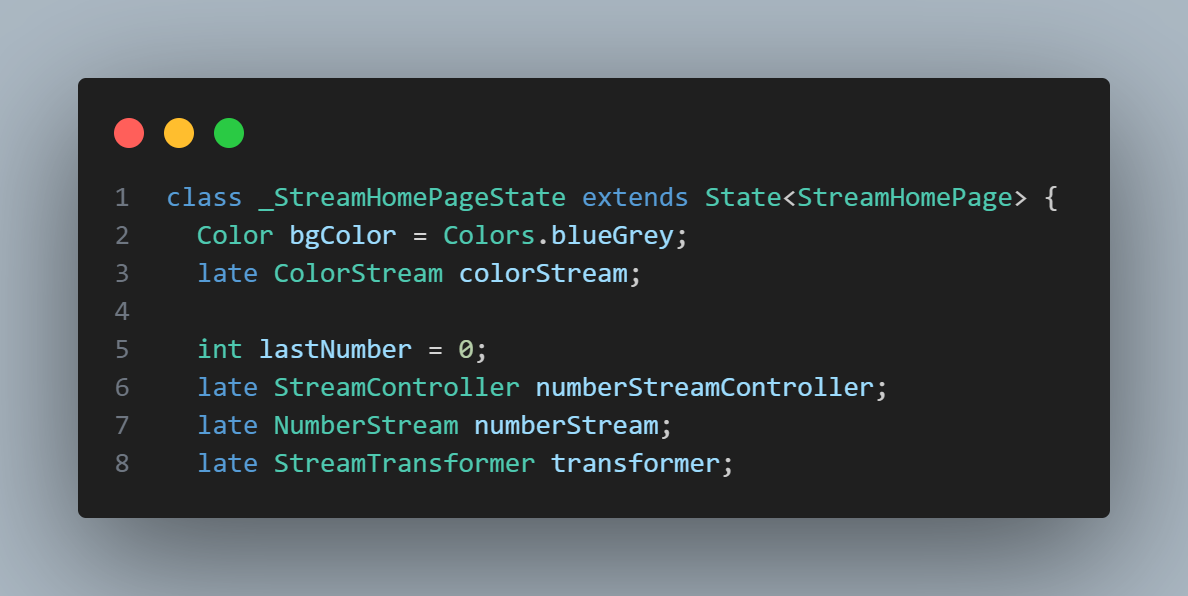 1 class _StreamHomePageState extends State<StreamHomePage> {
2   Color bgColor = Colors.blueGrey;
3   late ColorStream colorStream;
4
5   int lastNumber = 0;
6   late StreamController numberStreamController;
7   late NumberStream numberStream;
8   late StreamTransformer transformer;